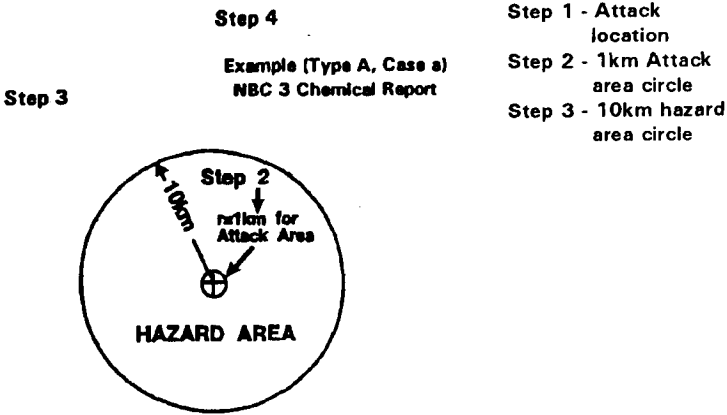 Step 4
Example (Type A, Case a)
NBC 3 Chemical Report
Step 3
Step 1 - Attack
location
Step 2 - 1km Attack
area circle
Step 3 - 10km hazard
area circle
Step 2
10km
r=1km for
Attack Area
HAZARD AREA